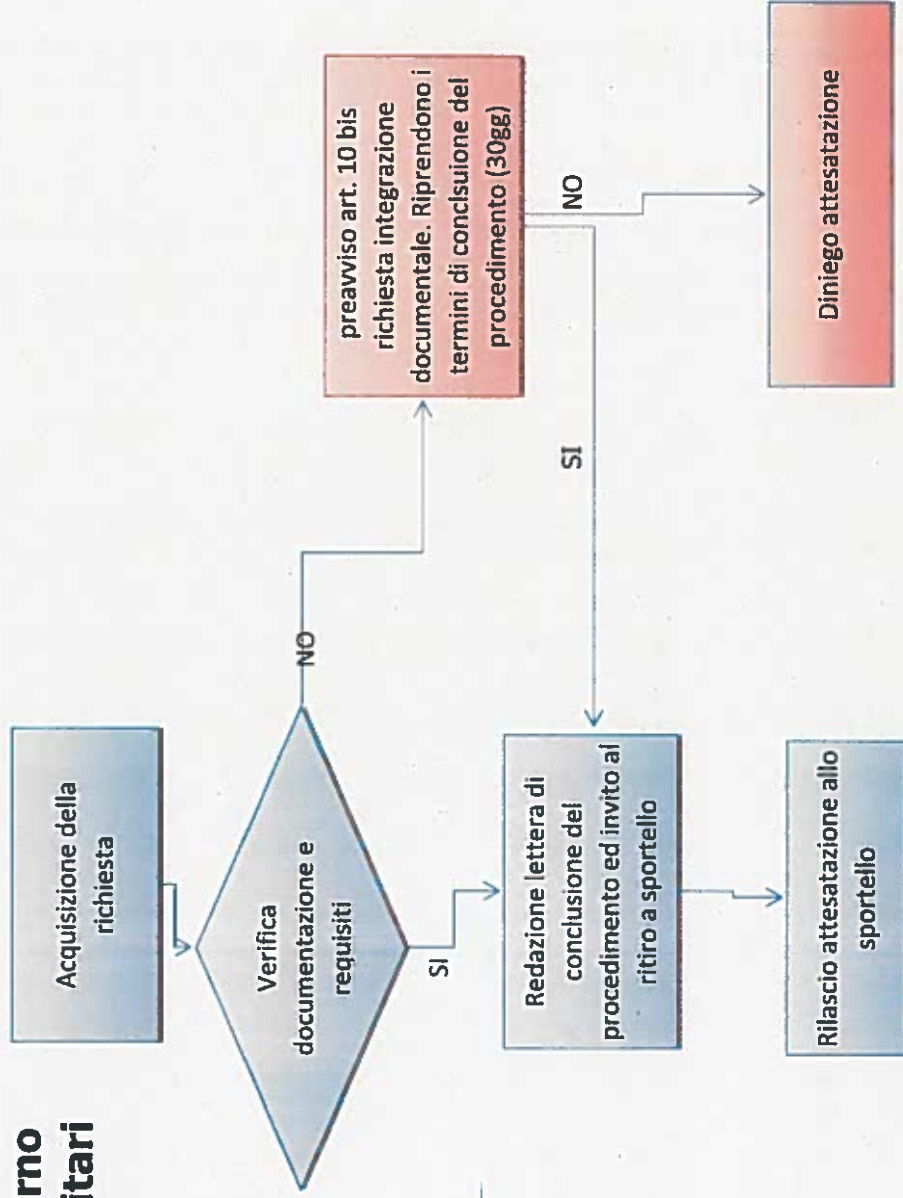 rno
itari
Acquisizione della
richiesta
Verifica
documentazione e
requisiti
NO
SI
preavviso art. 10 bis
richiesta integrazione
documentale. Riprendono i
termini di conclsuione del
procedimento (30gg)
NO
SI
Redazione lettera di
conclusione del
procedimento ed invito al
ritiro a sportello
Rilascio attesatazione allo
sportello
Diniego attesatazione